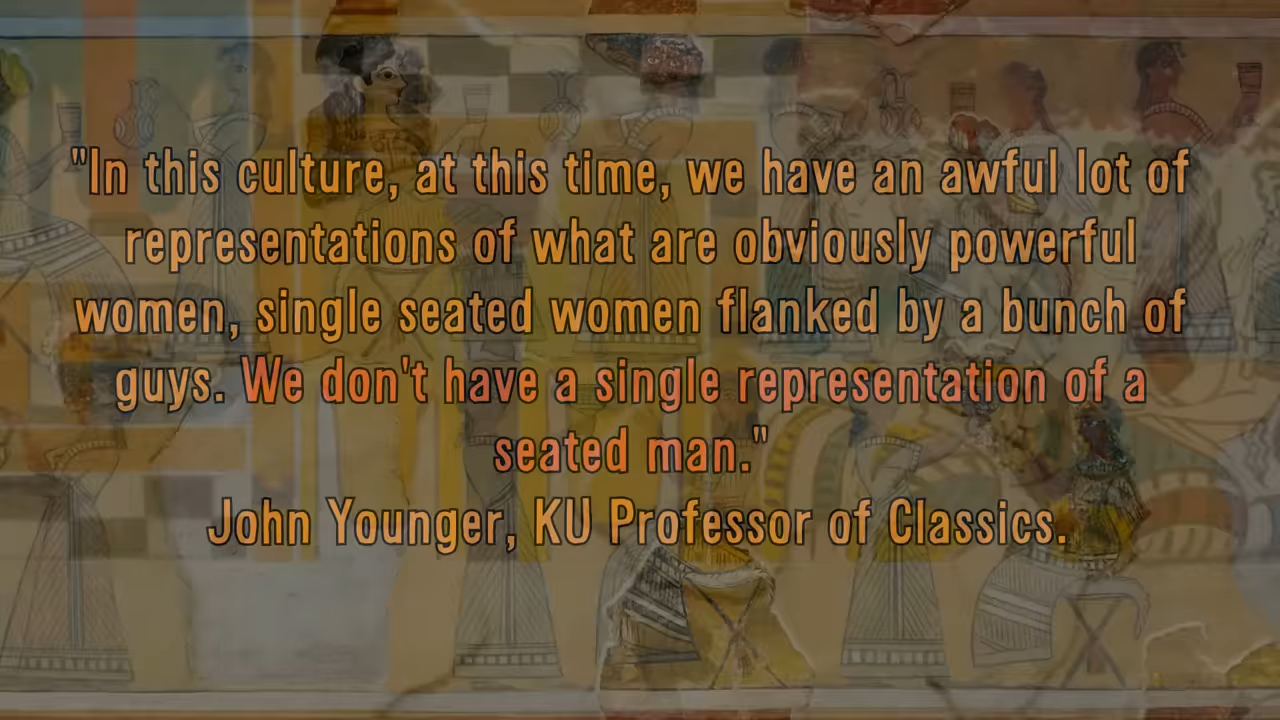 "In this culture, at this time, we have an awful lot of
representations of what are obviously powerful
women, single seated women flanked by a bunch of
guys. We don't have a single representation of a
seated man."
John Younger, KU Professor of Classics.